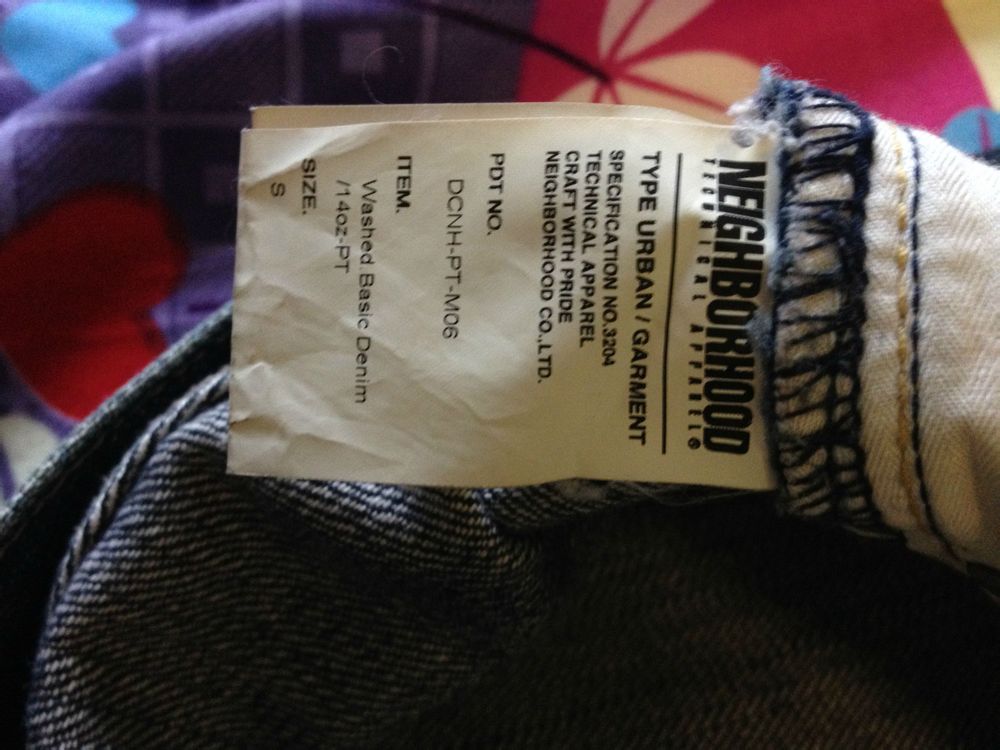 NEIGHBORHOOD
TECHNICAL APPAREL®
TYPE URBAN / GARMENT
SPECIFICATION NO.3204
TECHNICAL APPAREL
CRAFT WITH PRIDE
NEIGHBORHOOD CO.,LTD.
PDT NO.
DCNH-PT-M06
ITEM.
Washed.Basic Denim
/14oz-PT
SIZE.
S